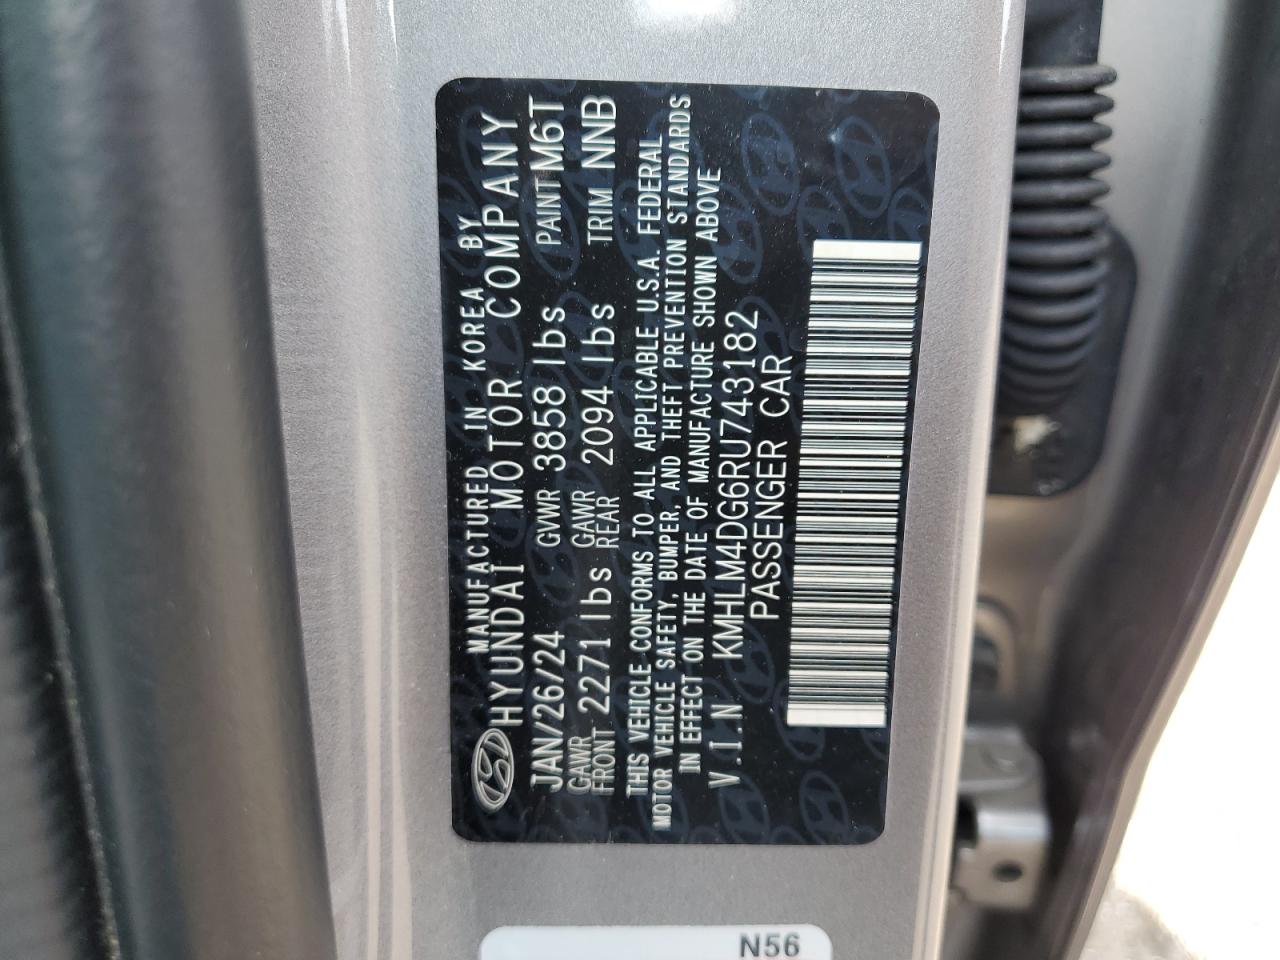 MANUFACTURED IN KOREA BY
HYUNDAI MOTOR COMPANY
JAN/26/24 GVWR 3858 lbs PAINT M6T
GAWR FRONT 2271 lbs GAWR REAR 2094 lbs TRIM NNB
THIS VEHICLE CONFORMS TO ALL APPLICABLE U.S.A. FEDERAL
MOTOR VEHICLE SAFETY, BUMPER, AND THEFT PREVENTION STANDARDS
IN EFFECT ON THE DATE OF MANUFACTURE SHOWN ABOVE
V.I.N KMHLM4DG6RU743182
PASSENGER CAR
N56